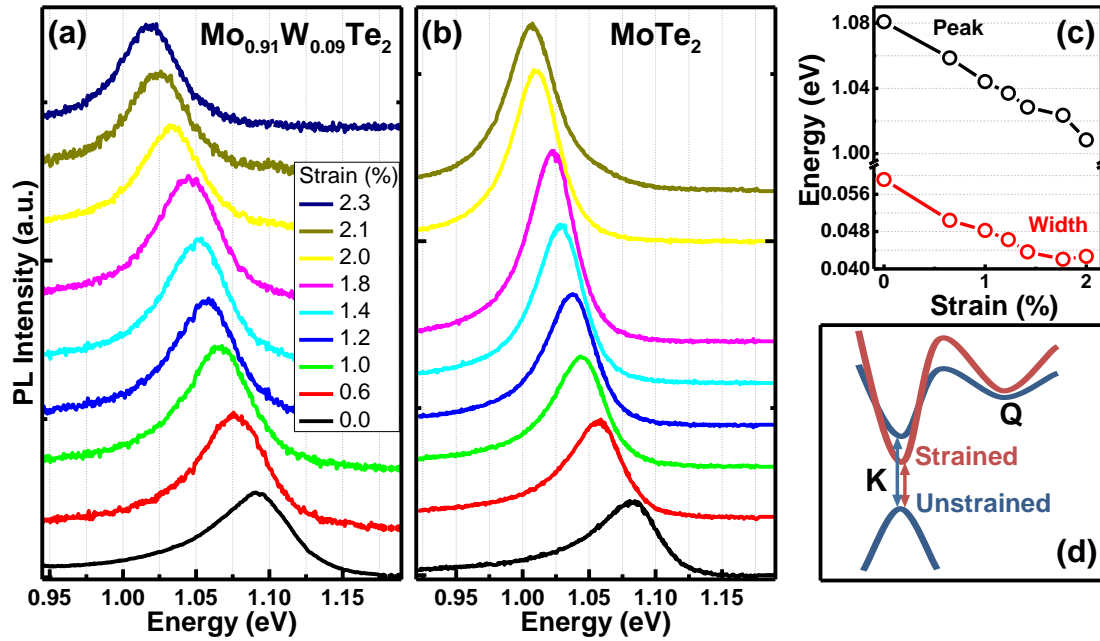 (a) Mo0.91W0.09Te2
PL Intensity (a.u.)
Strain (%)
2.3
2.1
2.0
1.8
1.4
1.2
1.0
0.6
0.0
0.95 1.00 1.05 1.10 1.15
Energy (eV)
(b) MoTe2
0.95 1.00 1.05 1.10 1.15
Energy (eV)
(c)
Peak
Energy (eV)
1.08
1.04
1.00
0.056
0.048
0.040
Width
0 1 2
Strain (%)
Q
Strained
K
Unstrained
(d)